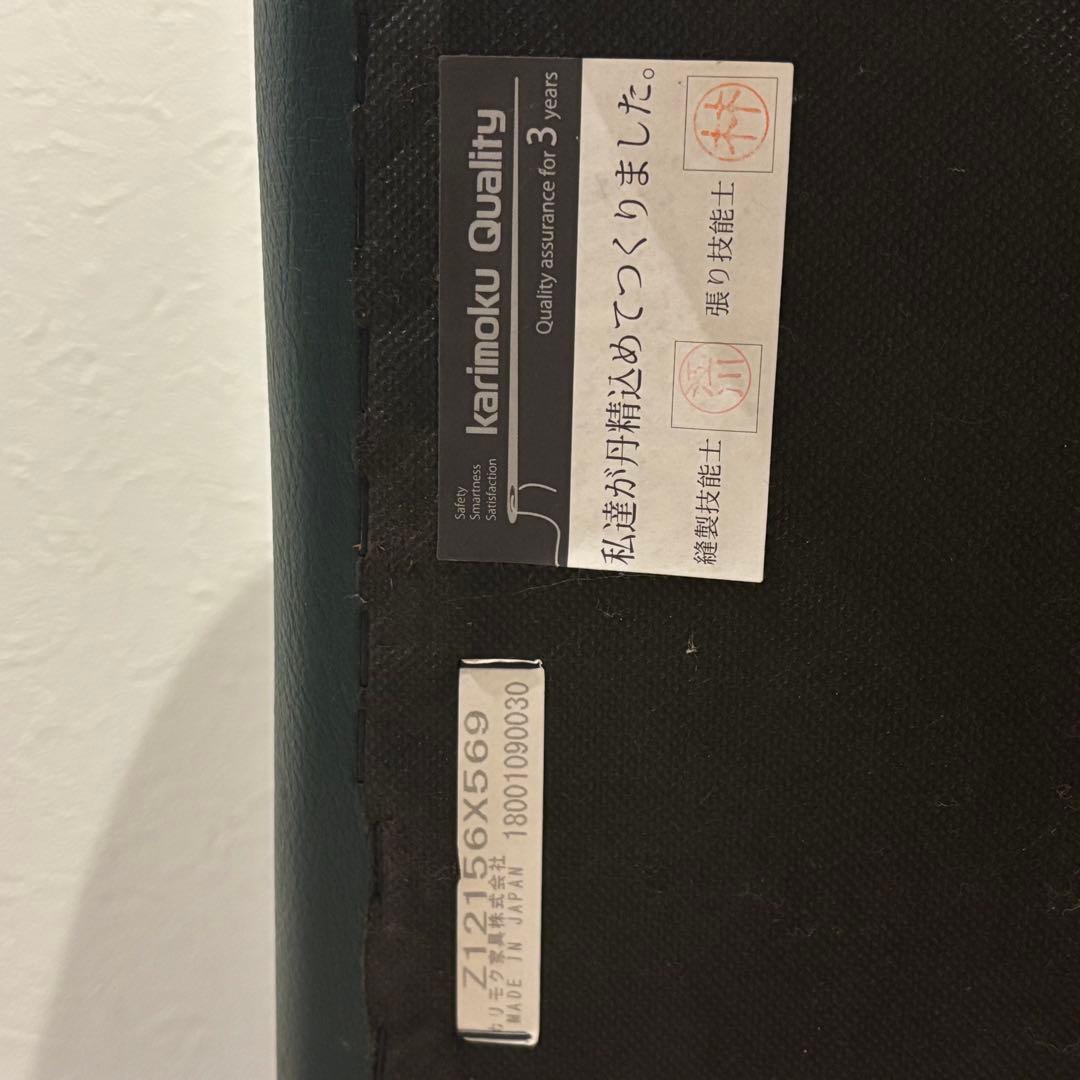 Safety
Smartness
Satisfaction
karimoku Quality
Quality assurance for 3 years
私達が丹精込めてつくりました。
縫製技能士
張り技能士 林
Z12156X569
カリモク家具株式会社
MADE IN JAPAN 18001090030